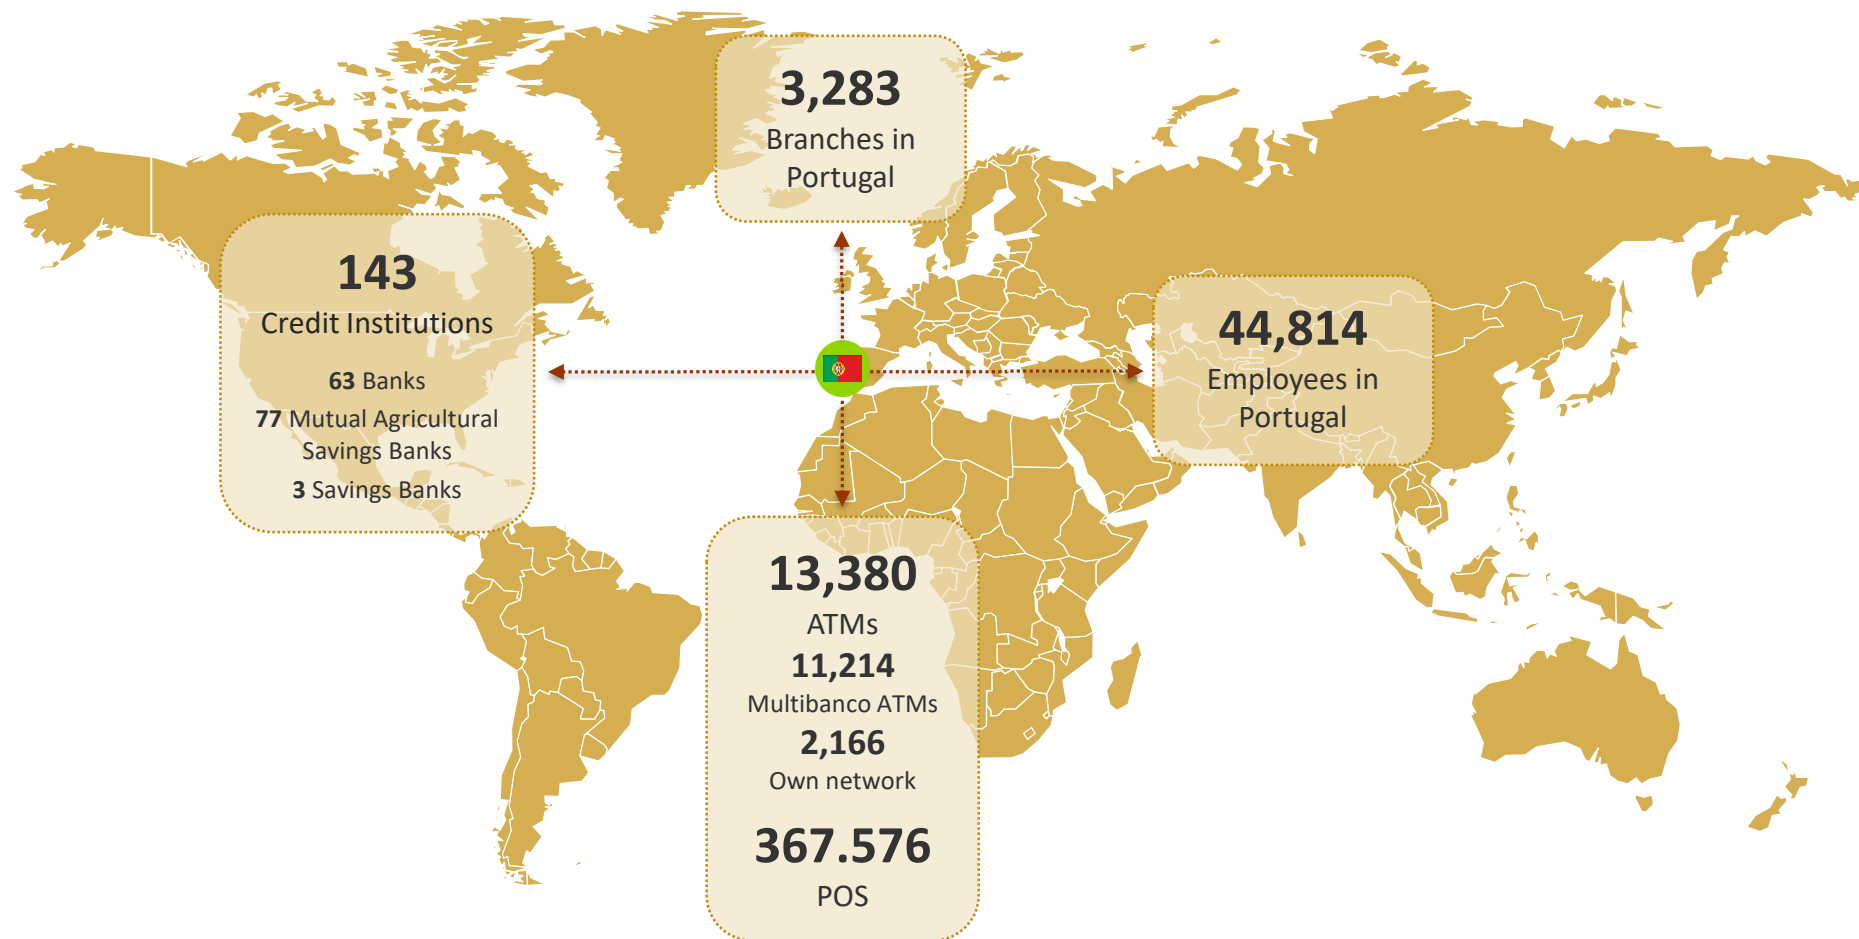 3,283
Branches in
Portugal
143
Credit Institutions
63 Banks
77 Mutual Agricultural
Savings Banks
3 Savings Banks
44,814
Employees in
Portugal
13,380
ATMs
11,214
Multibanco ATMs
2,166
Own network
367.576
POS